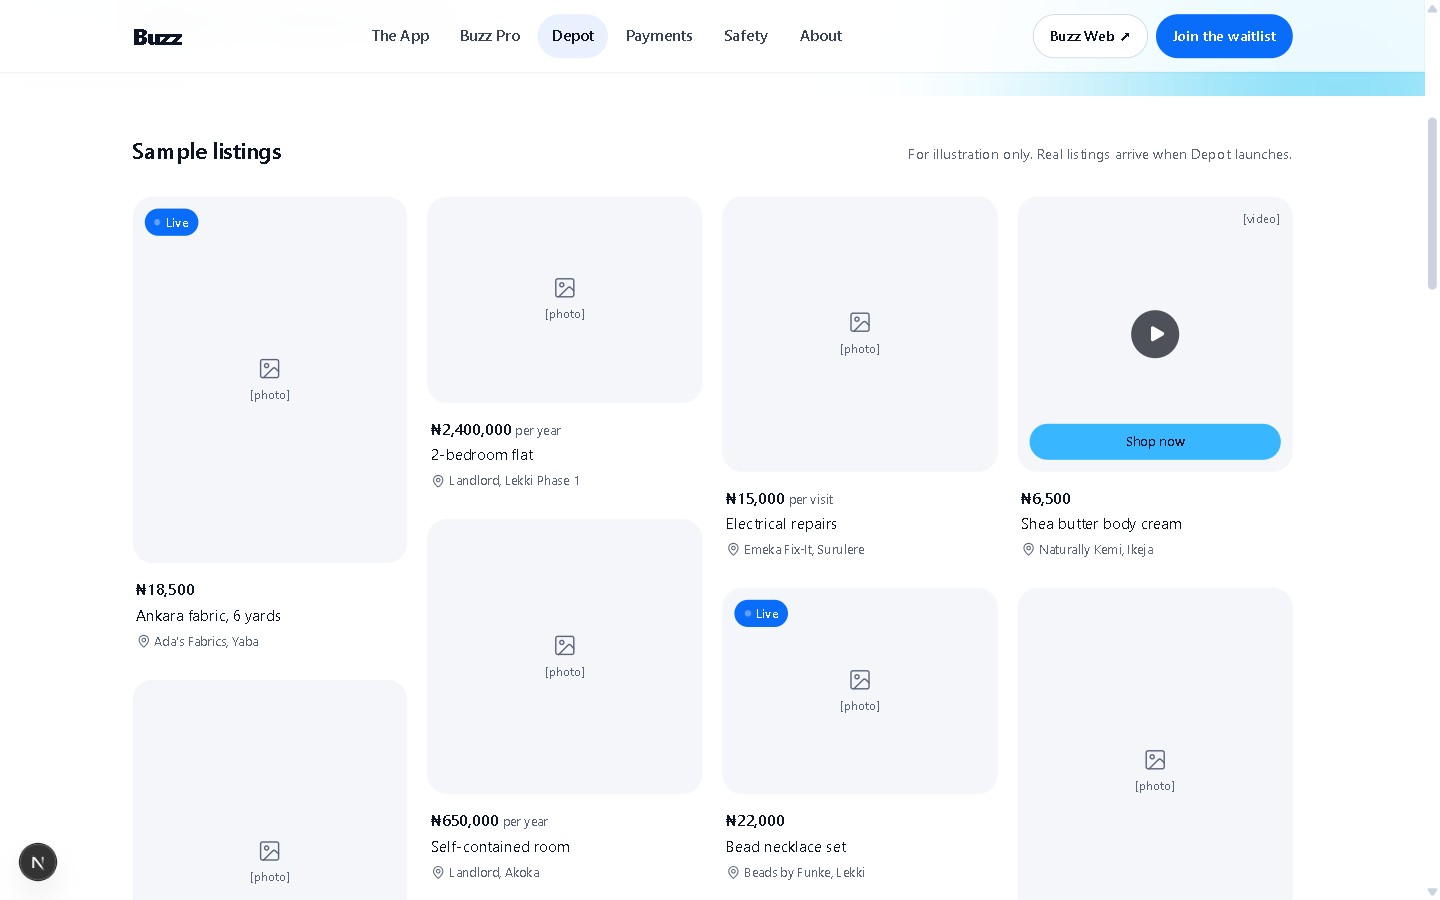 Buzz
The App
Buzz Pro
Depot
Payments
Safety
About
Buzz Web ↗
Join the waitlist
Sample listings
For illustration only. Real listings arrive when Depot launches.
Live
[photo]
₦18,500
Ankara fabric, 6 yards
Ada's Fabrics, Yaba
[photo]
[photo]
₦2,400,000 per year
2-bedroom flat
Landlord, Lekki Phase 1
[photo]
₦650,000 per year
Self-contained room
Landlord, Akoka
[photo]
₦15,000 per visit
Electrical repairs
Emeka Fix-It, Surulere
Live
[photo]
₦22,000
Bead necklace set
Beads by Funke, Lekki
[video]
Shop now
₦6,500
Shea butter body cream
Naturally Kemi, Ikeja
[photo]
N